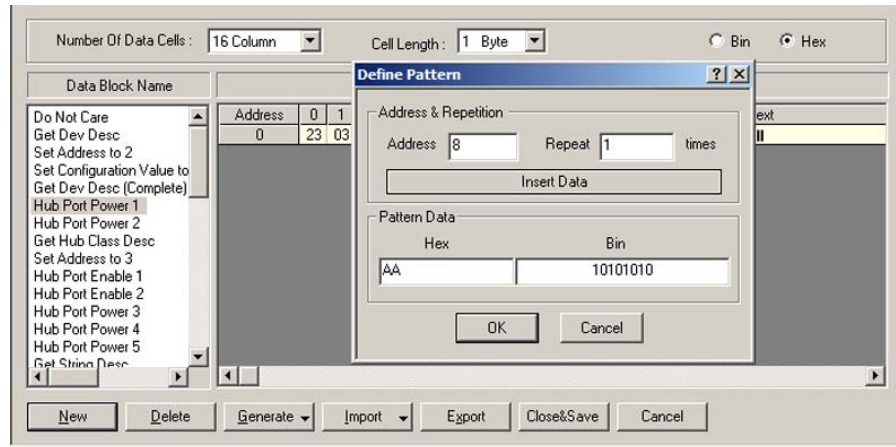 Number Of Data Cells : 16 Column Cell Length : 1 Byte Bin Hex
Define Pattern
Data Block Name
Do Not Care
Get Dev Desc
Set Address to 2
Set Configuration Value to
Get Dev Desc (Complete)
Hub Port Power 1
Hub Port Power 2
Get Hub Class Desc
Set Address to 3
Hub Port Enable 1
Hub Port Enable 2
Hub Port Power 3
Hub Port Power 4
Hub Port Power 5
Get String Desc
Address 0 1
0 23 03
ext
Address & Repetition
Address 8 Repeat 1 times
Insert Data
Pattern Data
Hex Bin
AA 10101010
OK Cancel
New Delete Generate Import Export Close&Save Cancel